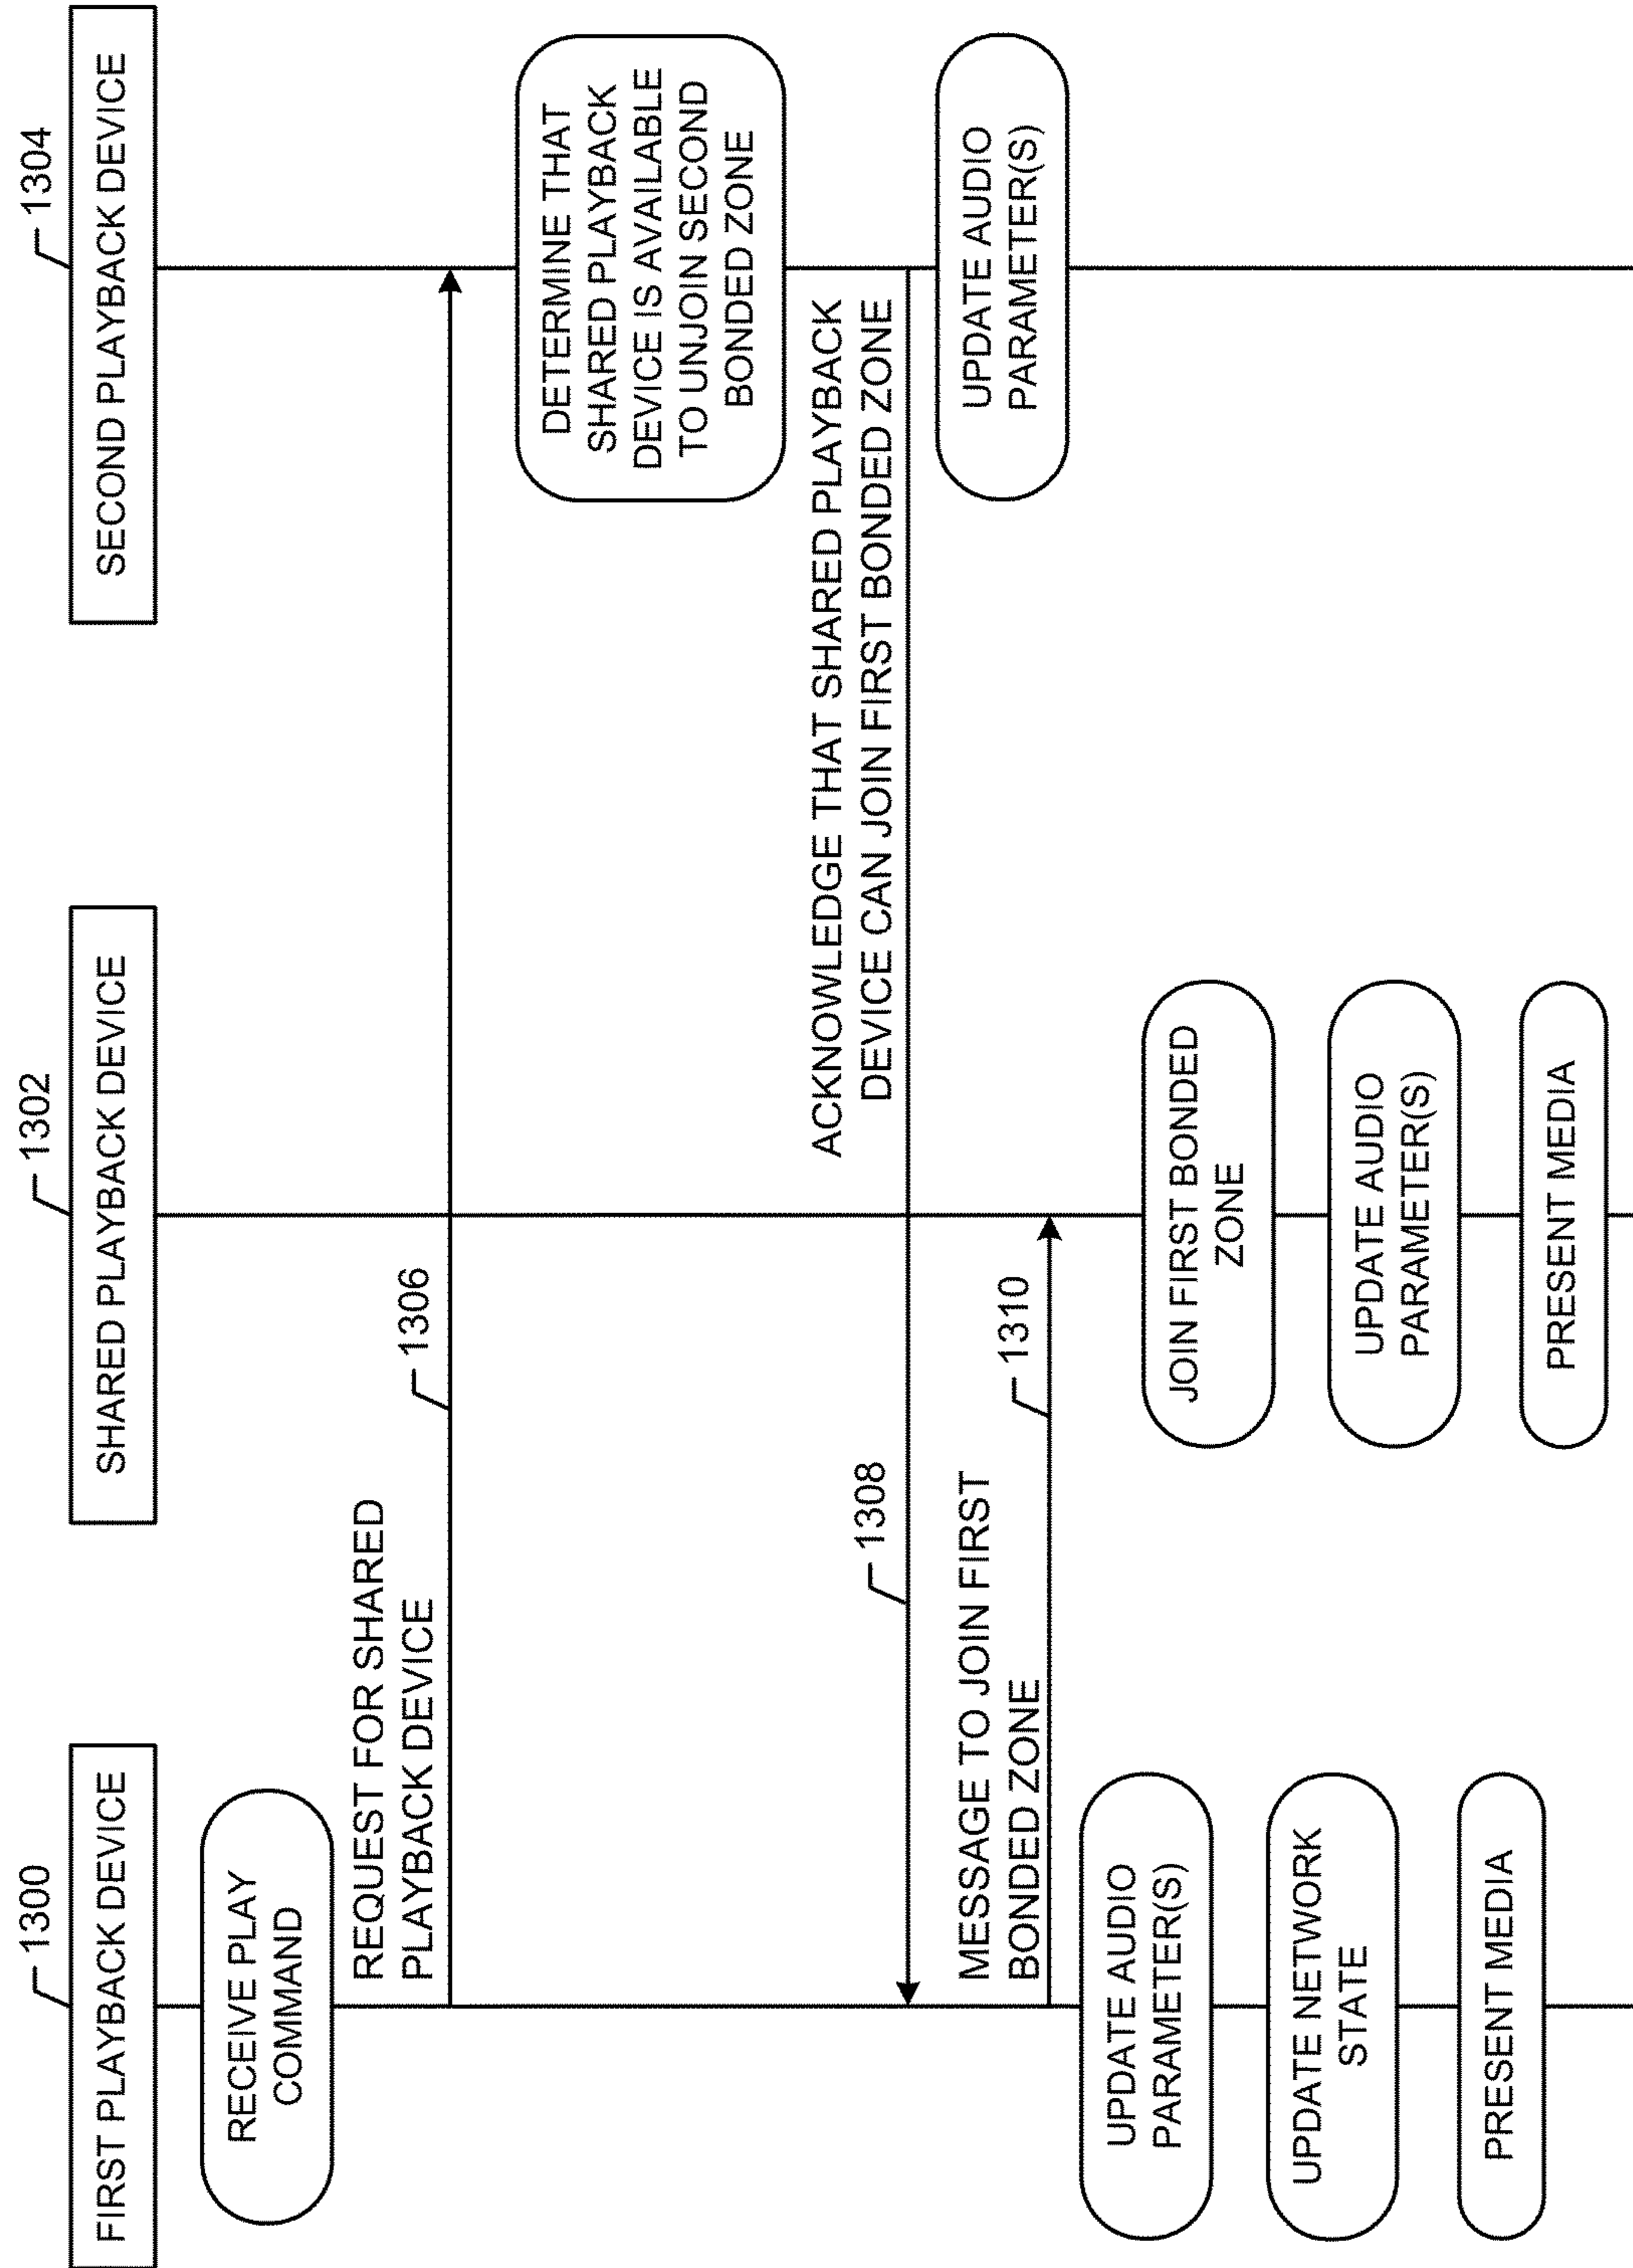 1300
FIRST PLAYBACK DEVICE
1302
SHARED PLAYBACK DEVICE
1304
SECOND PLAYBACK DEVICE
RECEIVE PLAY
COMMAND
REQUEST FOR SHARED
PLAYBACK DEVICE
1306
DETERMINE THAT
SHARED PLAYBACK
DEVICE IS AVAILABLE
TO UNJOIN SECOND
BONDED ZONE
1308
ACKNOWLEDGE THAT SHARED PLAYBACK
DEVICE CAN JOIN FIRST BONDED ZONE
UPDATE AUDIO
PARAMETER(S)
MESSAGE TO JOIN FIRST
BONDED ZONE
1310
UPDATE AUDIO
PARAMETER(S)
JOIN FIRST BONDED
ZONE
UPDATE NETWORK
STATE
UPDATE AUDIO
PARAMETER(S)
PRESENT MEDIA
PRESENT MEDIA